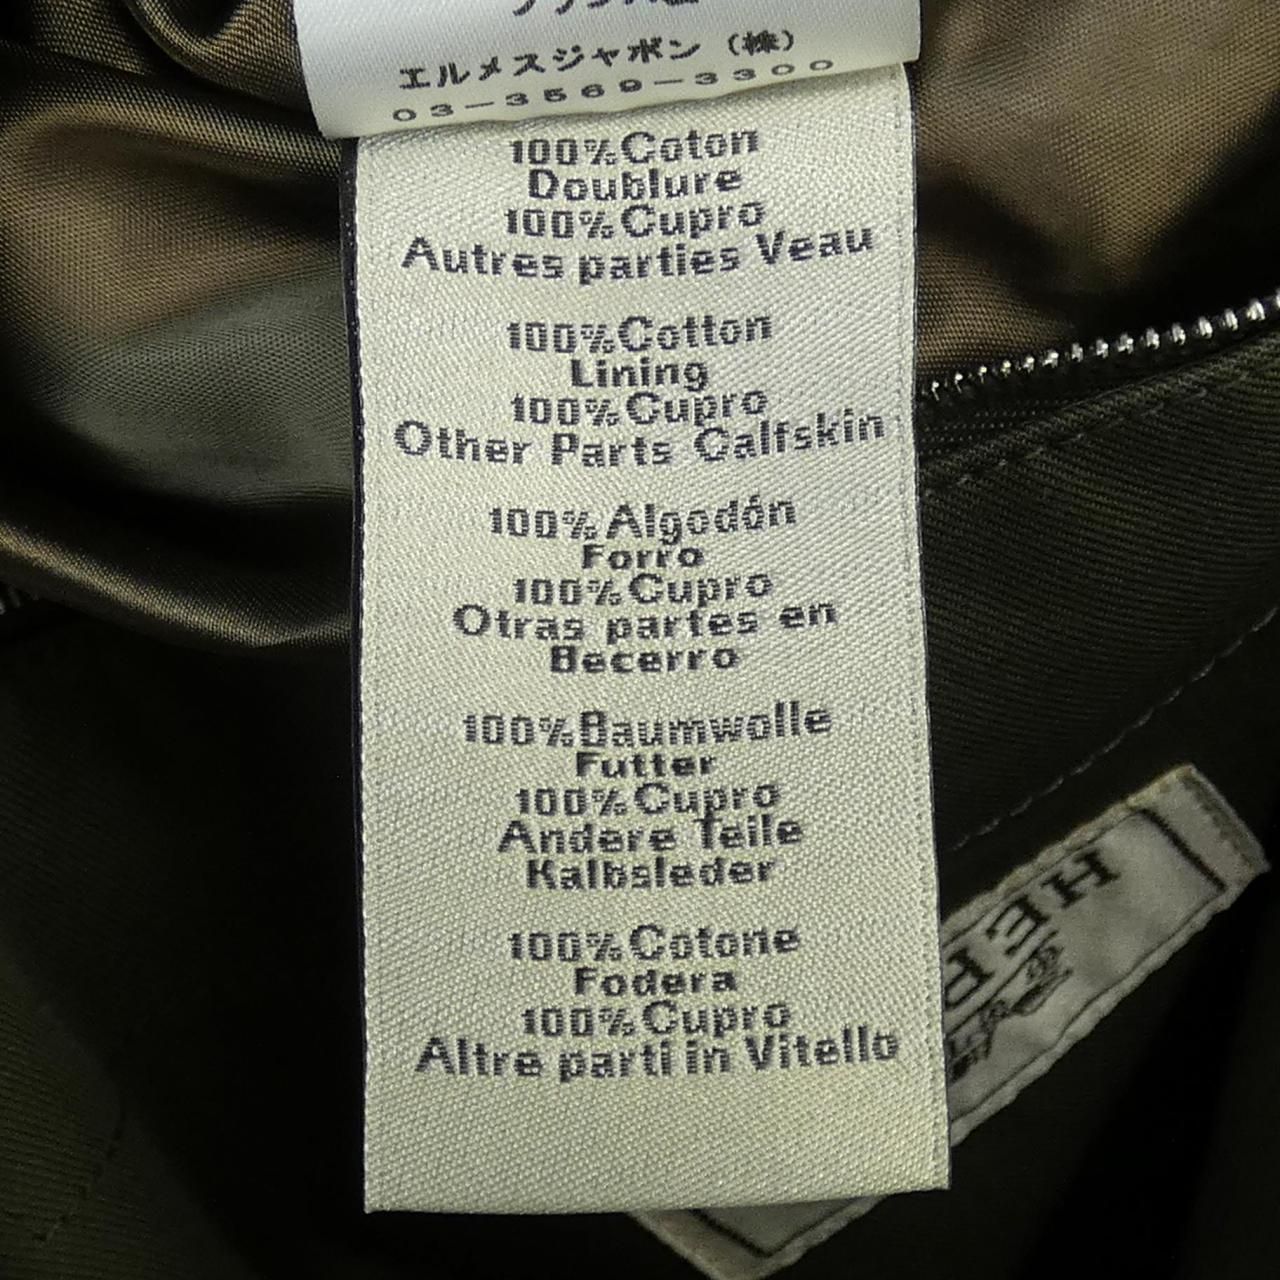 エルメスジャポン（株）
03-3569-3300
100%Coton
Doublure
100%Cupro
Autres parties Veau
100%Cotton
Lining
100%Cupro
Other Parts Calfskin
100%Algodón
Forro
100%Cupro
Otras partes en
Becerro
100%Baumwolle
Futter
100%Cupro
Andere Teile
Kalbsleder
100%Cotone
Fodera
100%Cupro
Altre parti in Vitello